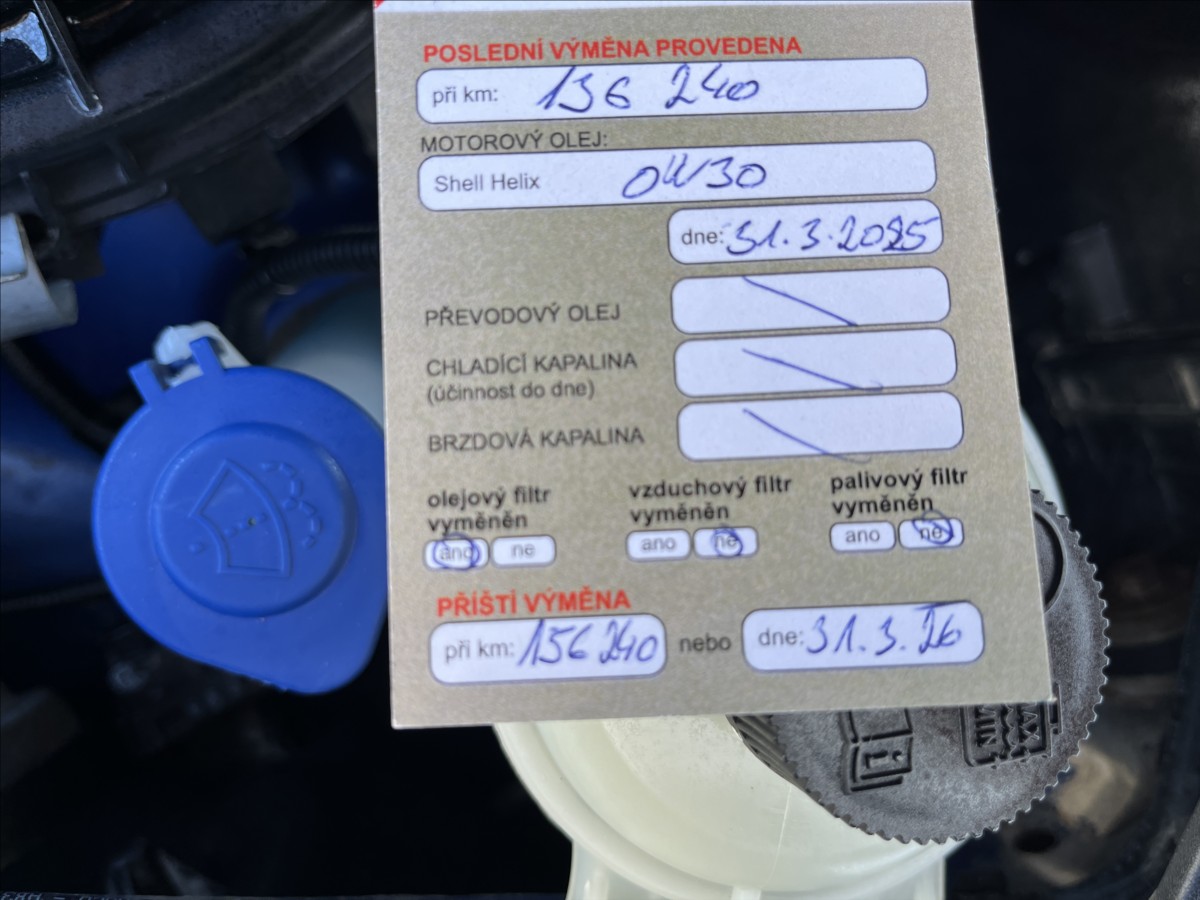 POSLEDNÍ VÝMĚNA PROVEDENA
při km: 136 240
MOTOROVÝ OLEJ:
Shell Helix 0W30
dne: 31.3.2025
PŘEVODOVÝ OLEJ
CHLADÍCÍ KAPALINA
(účinnost do dne)
BRZDOVÁ KAPALINA
olejový filtr vyměněn
ano ne
vzduchový filtr vyměněn
ano ne
palivový filtr vyměněn
ano ne
PŘÍŠTÍ VÝMĚNA
při km: 156 240 nebo dne: 31.3.26
MAX
MIN